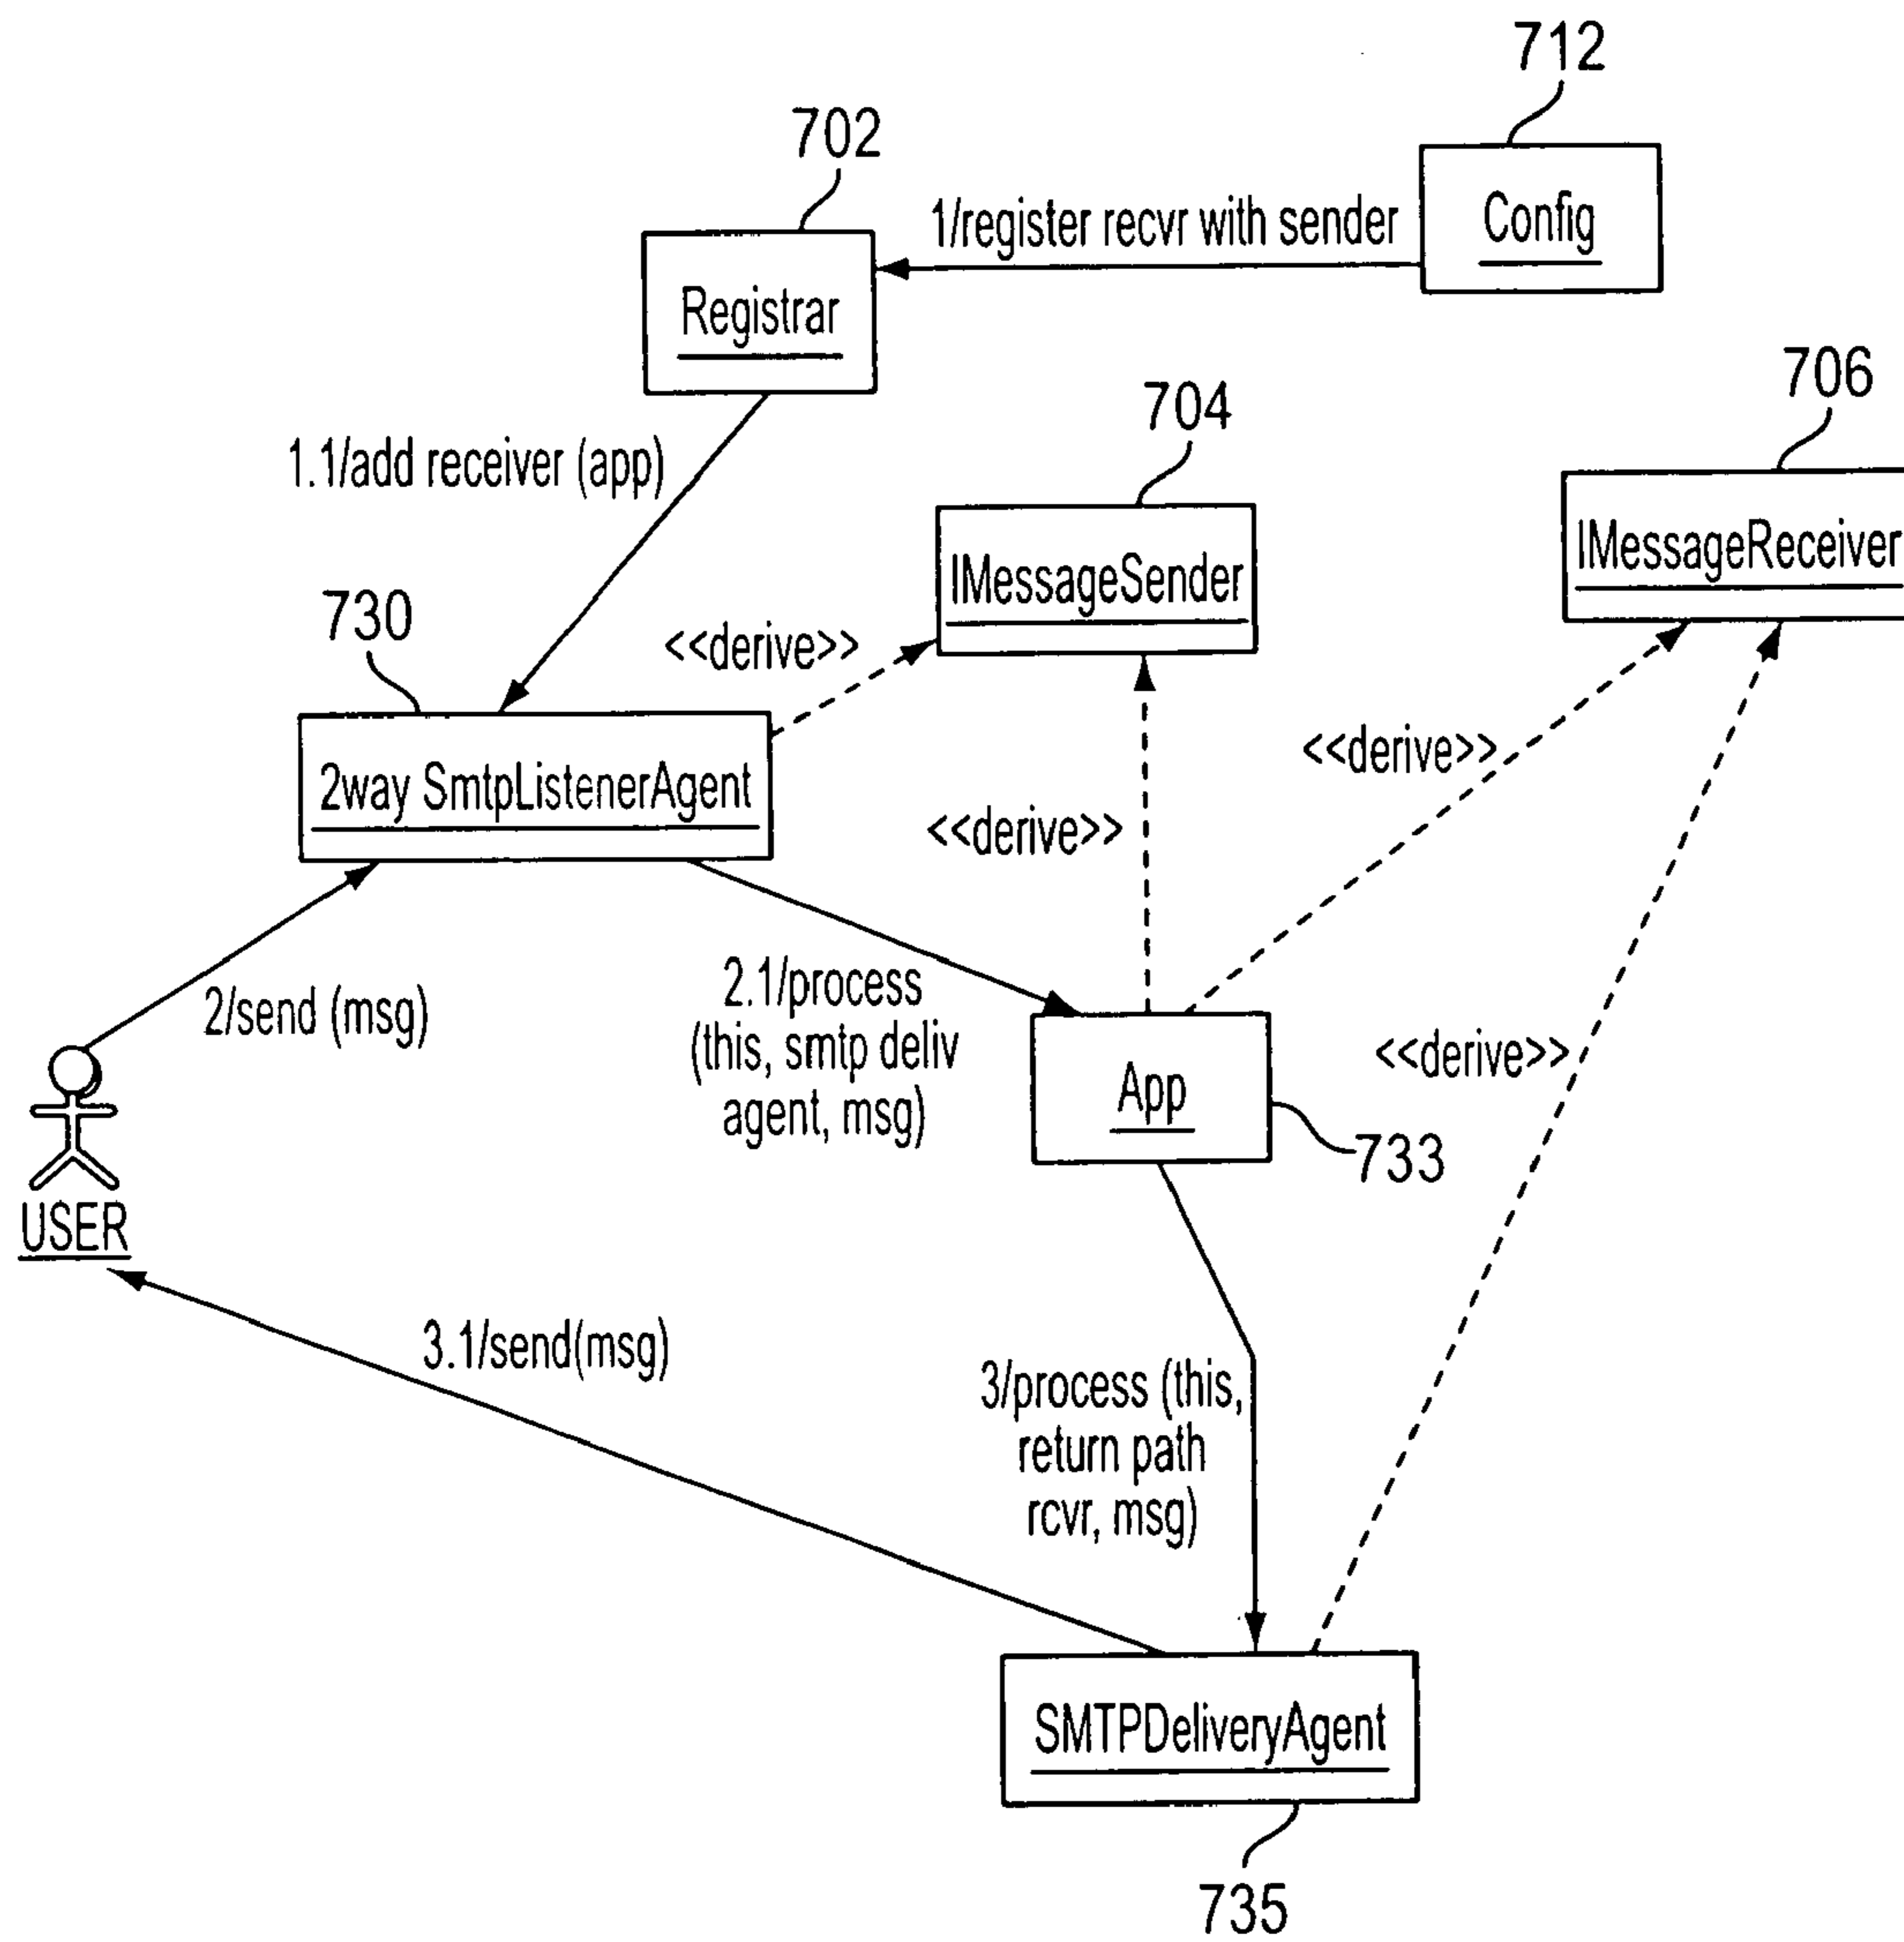 712
702
1/register recvr with sender
Config
Registrar
706
704
1.1/add receiver (app)
IMessageSender
IMessageReceiver
730
<<derive>>
<<derive>>
2way SmtpListenerAgent
<<derive>>
2/send (msg)
2.1/process
(this, smtp deliv
agent, msg)
<<derive>>
App
733
USER
3.1/send(msg)
3/process (this,
return path
rcvr, msg)
SMTPDeliveryAgent
735